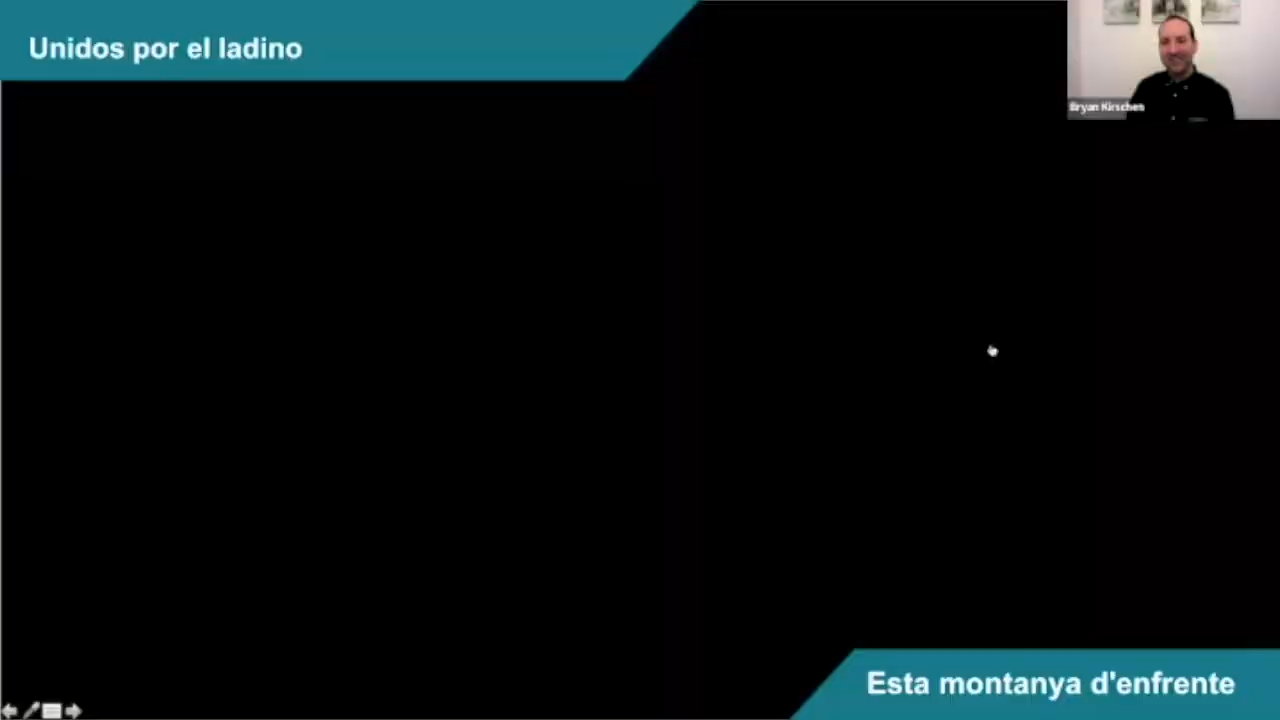 Unidos por el ladino
Bryan Kirschen
Esta montanya d'enfrente